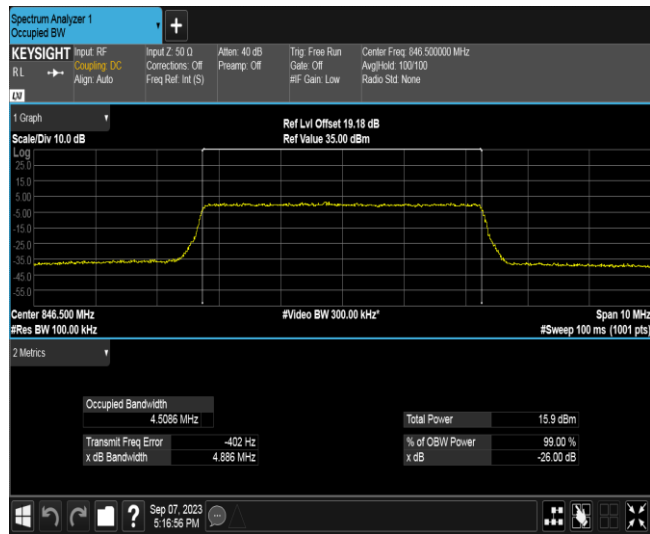 Spectrum Analyzer 1
Occupied BW
+
KEYSIGHT
RL
LXI
Input: RF
Coupling: DC
Align: Auto
Input Z: 50 Ω
Corrections: Off
Freq Ref: Int (S)
Atten: 40 dB
Preamp: Off
Trig: Free Run
Gate: Off
#IF Gain: Low
Center Freq: 846.500000 MHz
Avg|Hold: 100/100
Radio Std: None
1 Graph
Scale/Div 10.0 dB
Ref Lvl Offset 19.18 dB
Ref Value 35.00 dBm
Log
25.0
15.0
5.00
-5.00
-15.0
-25.0
-35.0
-45.0
-55.0
Center 846.500 MHz
#Res BW 100.00 kHz
#Video BW 300.00 kHz*
Span 10 MHz
#Sweep 100 ms (1001 pts)
2 Metrics
Occupied Bandwidth
4.5086 MHz
Transmit Freq Error -402 Hz
x dB Bandwidth 4.886 MHz
Total Power 15.9 dBm
% of OBW Power 99.00 %
x dB -26.00 dB
?
Sep 07, 2023
5:16:56 PM